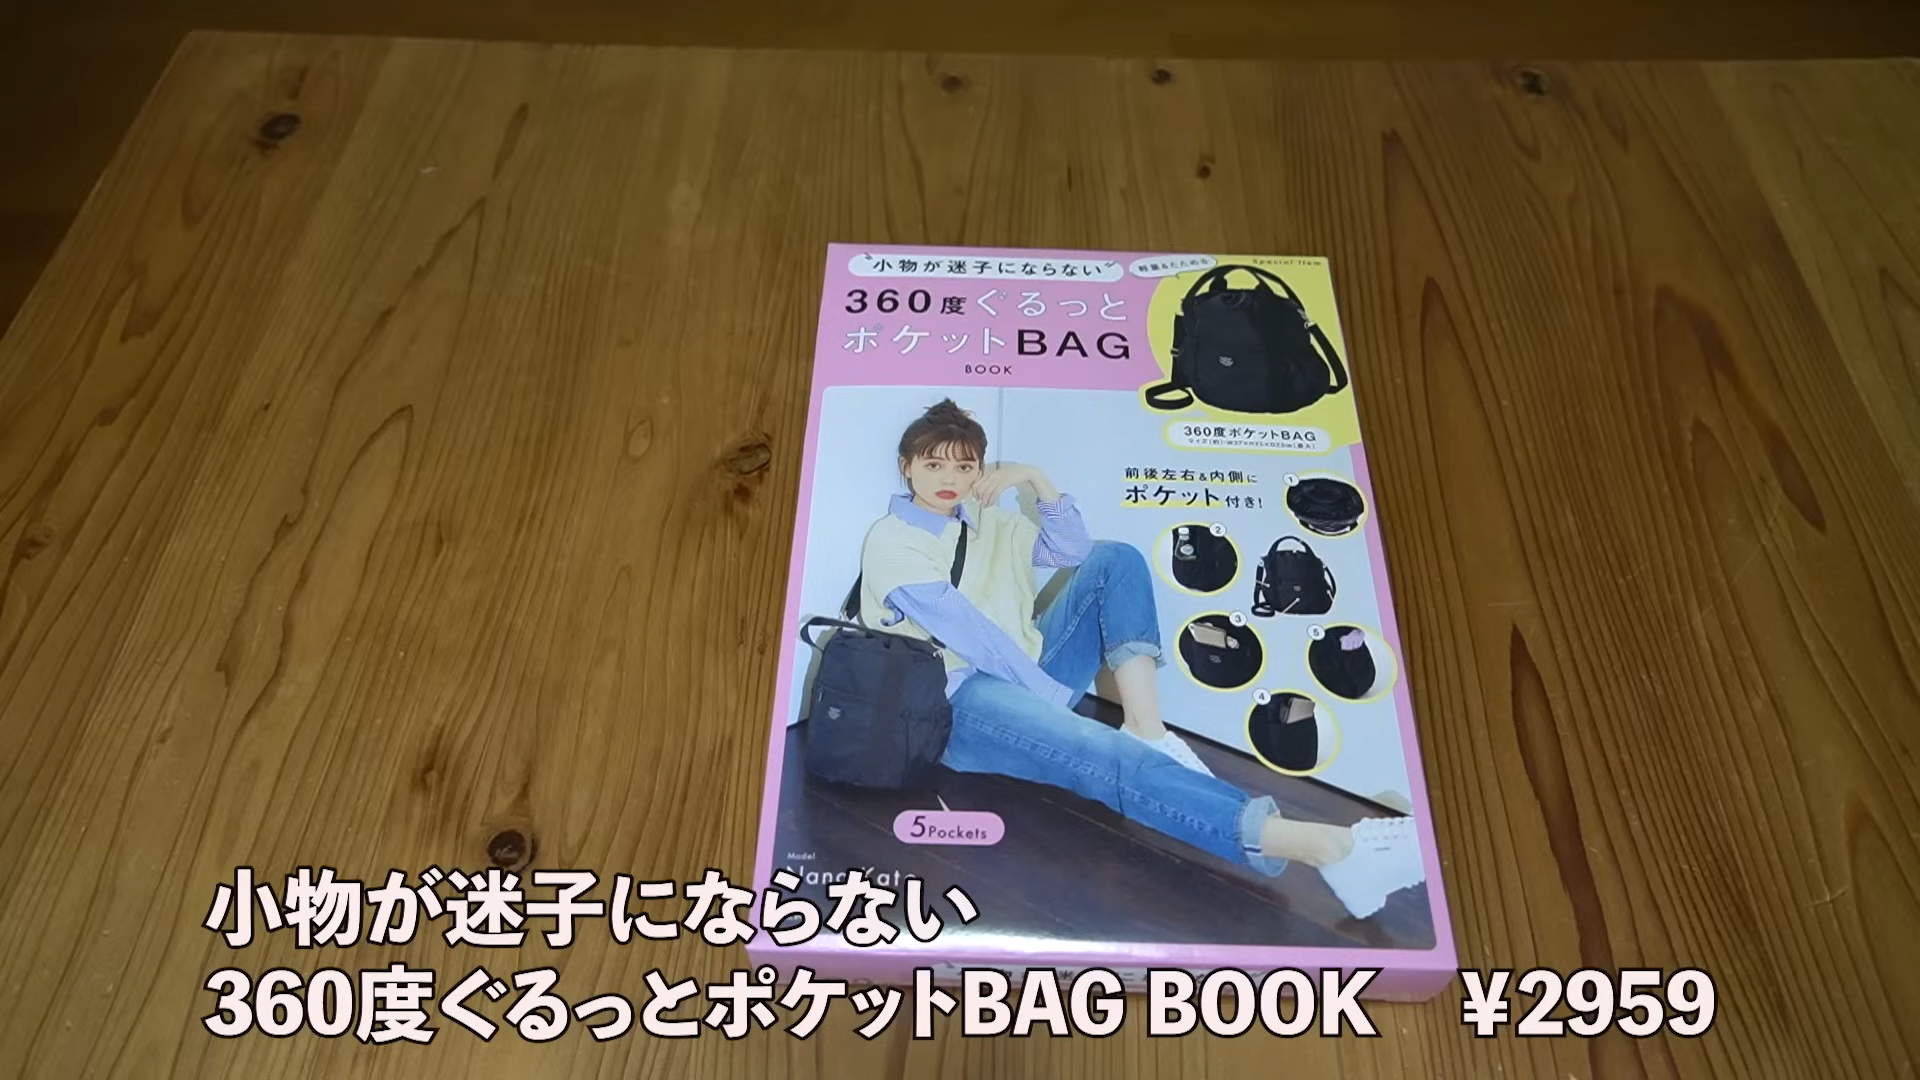 小物が迷子にならない
軽量&たためる
Special Item
360度ぐるっと
ポケットBAG
BOOK
360度ポケットBAG
前後左右&内側に
ポケット付き!
1
2
3
5
4
5Pockets
Model
小物が迷子にならない
360度ぐるっとポケットBAG BOOK ¥2959